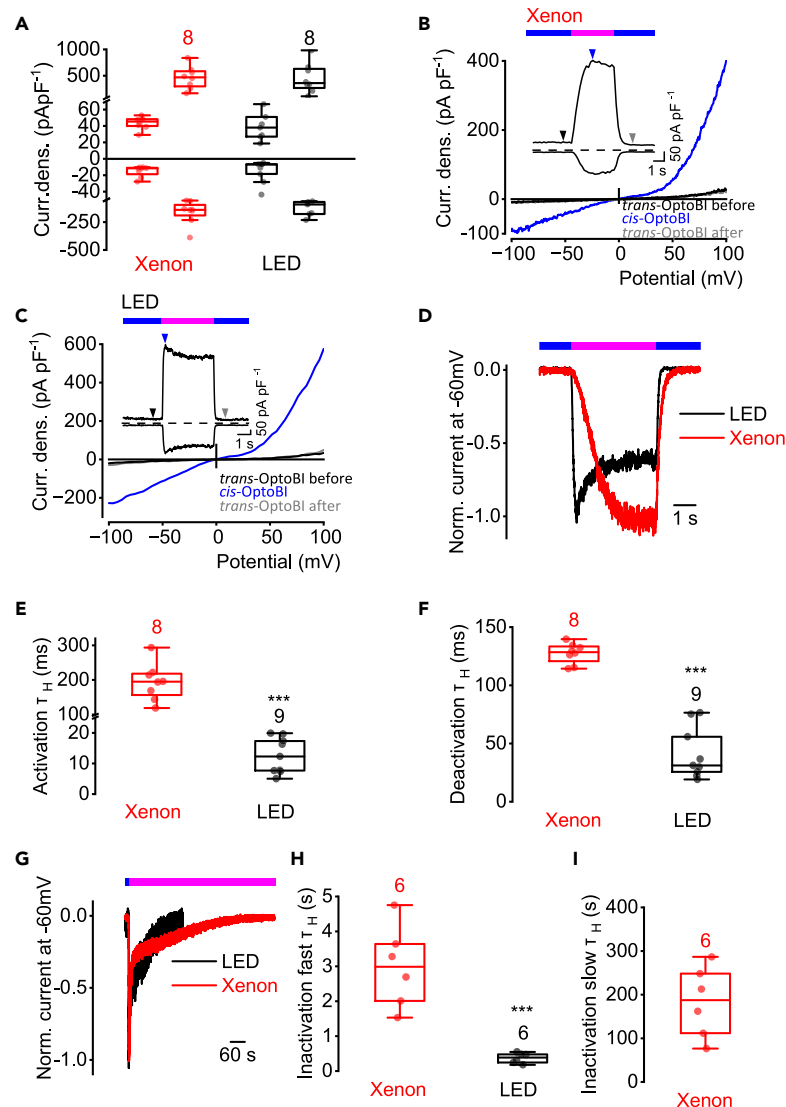 A
8
Curr.dens. (pApF⁻¹)
1000
500
60
40
20
0
−20
−40
−250
−500
Xenon
LED
B
Xenon
Curr. dens. (pA pF⁻¹)
400
300
200
100
0
−100
1 s
50 pA pF⁻¹
trans-OptoBI before
cis-OptoBI
trans-OptoBI after
−100
−50
0
50
100
Potential (mV)
C
LED
Curr. dens. (pA pF⁻¹)
600
400
200
0
−200
1 s
50 pA pF⁻¹
trans-OptoBI before
cis-OptoBI
trans-OptoBI after
−100
−50
0
50
100
Potential (mV)
D
Norm. current at -60mV
0.0
−0.5
−1.0
LED
Xenon
1 s
E
Activation τ H (ms)
300
200
100
20
10
0
8
***
9
Xenon
LED
F
Deactivation τ H (ms)
150
100
50
0
8
***
9
Xenon
LED
G
Norm. current at -60mV
0.0
−0.5
−1.0
LED
Xenon
60 s
H
Inactivation fast τ H (s)
5
4
3
2
1
0
6
***
6
Xenon
LED
I
Inactivation slow τ H (s)
400
300
200
100
0
6
Xenon